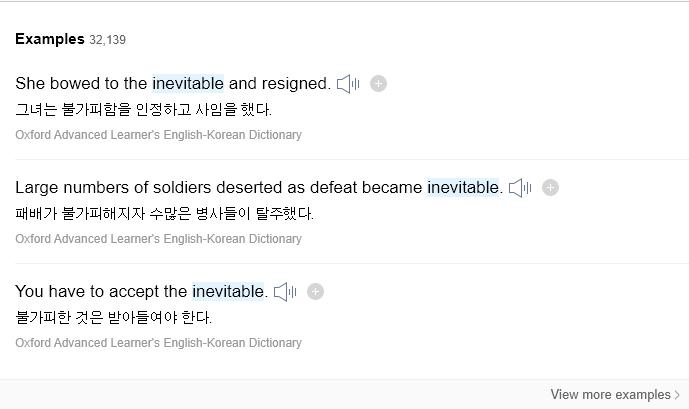 Examples 32,139
She bowed to the inevitable and resigned.
그녀는 불가피함을 인정하고 사임을 했다.
Oxford Advanced Learner's English-Korean Dictionary
Large numbers of soldiers deserted as defeat became inevitable.
패배가 불가피해지자 수많은 병사들이 탈주했다.
Oxford Advanced Learner's English-Korean Dictionary
You have to accept the inevitable.
불가피한 것은 받아들여야 한다.
Oxford Advanced Learner's English-Korean Dictionary
View more examples